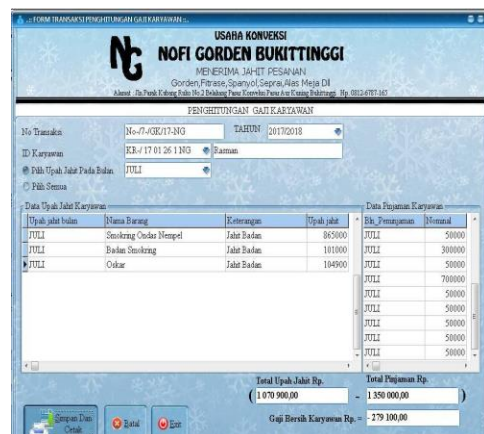 ..:: FORM TRANSAKSI PENGHITUNGAN GAJI KARYAWAN ::..
USAHA KONVEKSI
NG
NOFI GORDEN BUKITTINGGI
MENERIMA JAHIT PESANAN
Gorden,Fitrase,Spanyol,Seprai,Alas Meja Dll
PENGHITUNGAN GAJI KARYAWAN
No Transaksi No-/7-/GK/17-NG TAHUN 2017/2018
ID Karyawan KR-/ 17 01 26 1 NG Rasman
Pilih Upah Jahit Pada Bulan JULI
Pilih Semua
Data Upah Jahit Karyawan
Upah jahit bulan Nama Barang Keterangan Upah jahit
JULI Smokring Ondas Nempel Jahit Badan 865000
JULI Badan Smokring Jahit Badan 101000
JULI Oskar Jahit Badan 104900
Data Pinjaman Karyawan
Bln_Peminjaman Nominal
JULI 50000
JULI 300000
JULI 50000
JULI 700000
JULI 50000
JULI 50000
JULI 50000
JULI 50000
JULI 50000
Total Upah Jahit Rp. Total Pinjaman Rp.
( 1 070 900,00 - 1 350 000,00 )
Gaji Bersih Karyawan Rp. = - 279 100,00
Simpan Dan Cetak
Batal
Exit